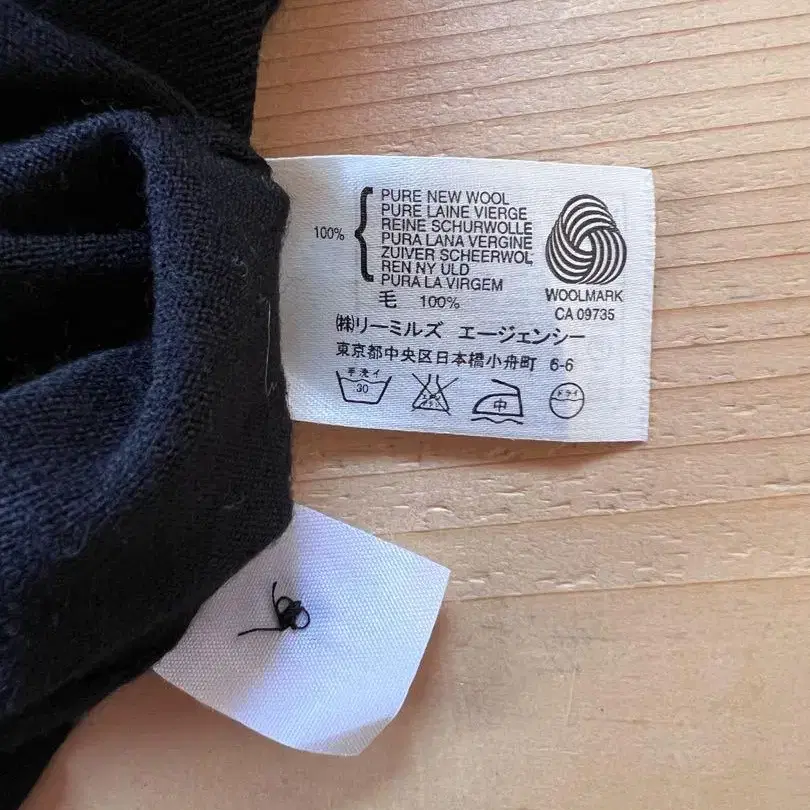 100%
PURE NEW WOOL
PURE LAINE VIERGE
REINE SCHURWOLLE
PURA LANA VERGINE
ZUIVER SCHEERWOL
REN NY ULD
PURA LA VIRGEM
毛 100%
WOOLMARK
CA 09735
㈱リーミルズ エージェンシー
東京都中央区日本橋小舟町 6-6
手洗イ
30
中
ドライ